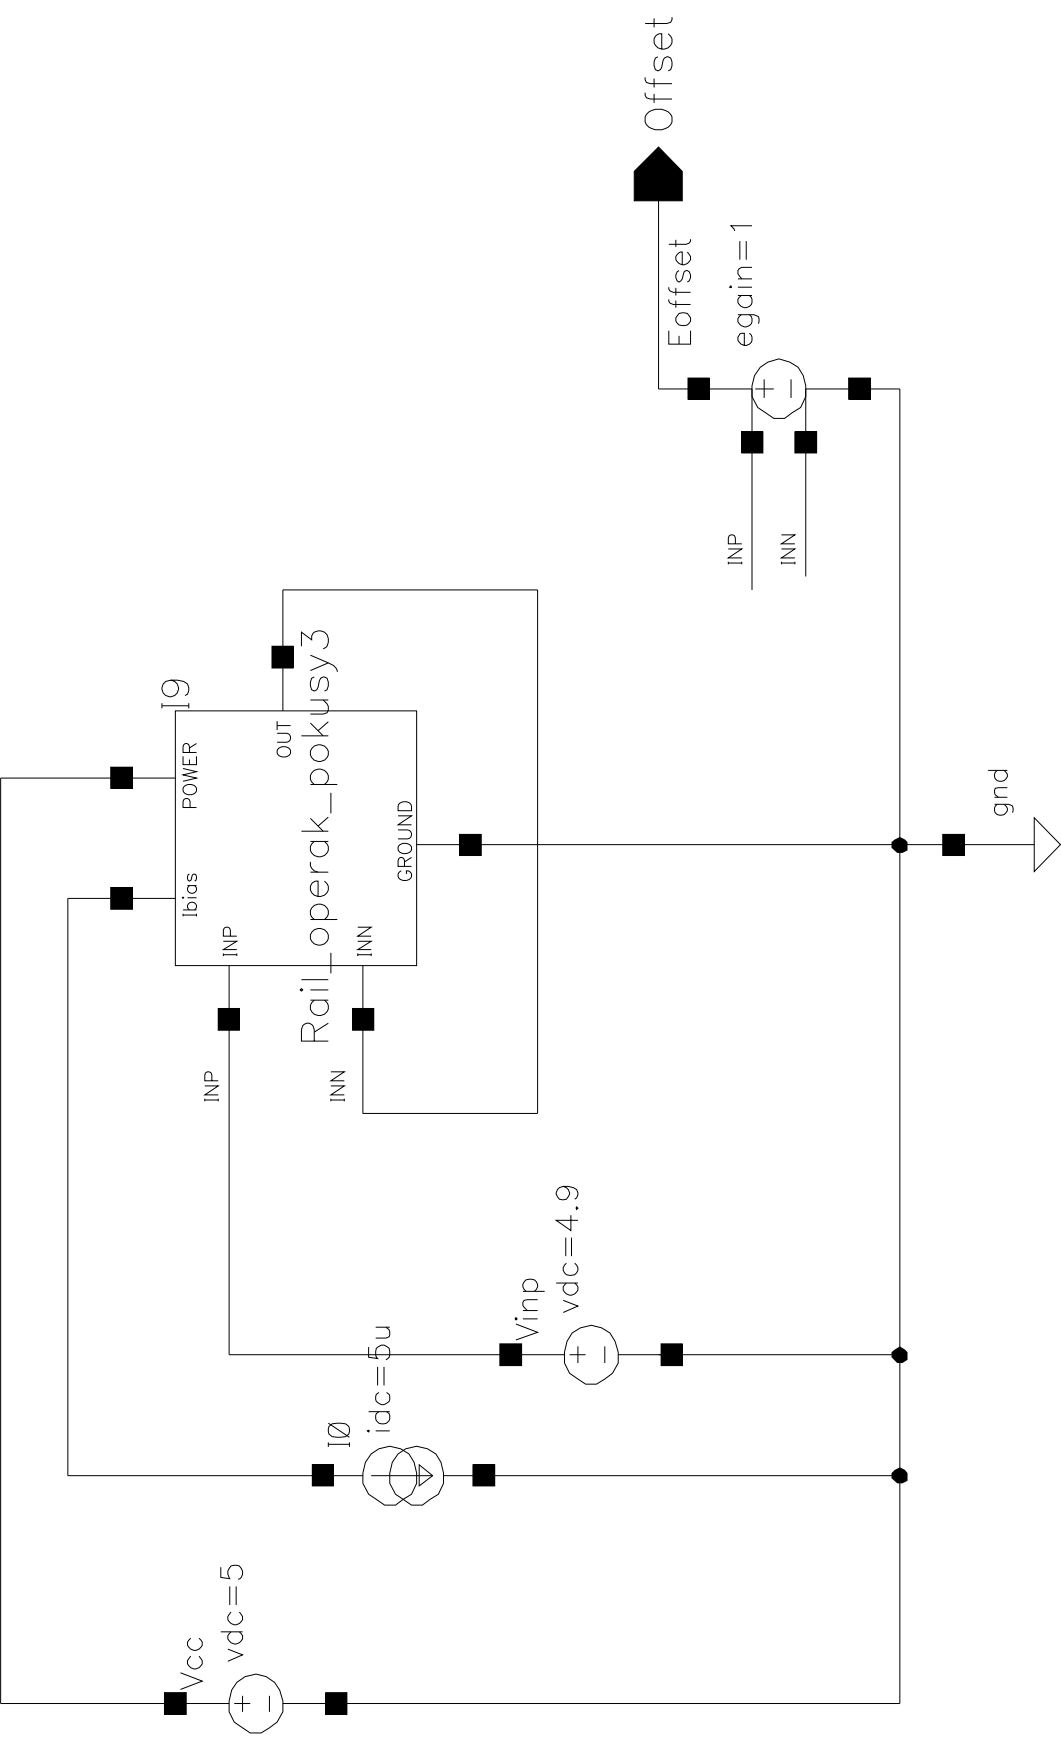 Vcc
vdc=5
I0
idc=5u
Vinp
vdc=4.9
INP
INN
I9
Ibias
POWER
INP
INN
OUT
GROUND
Rail_operak_pokusy3
gnd
INP
INN
Eoffset
egain=1
Offset